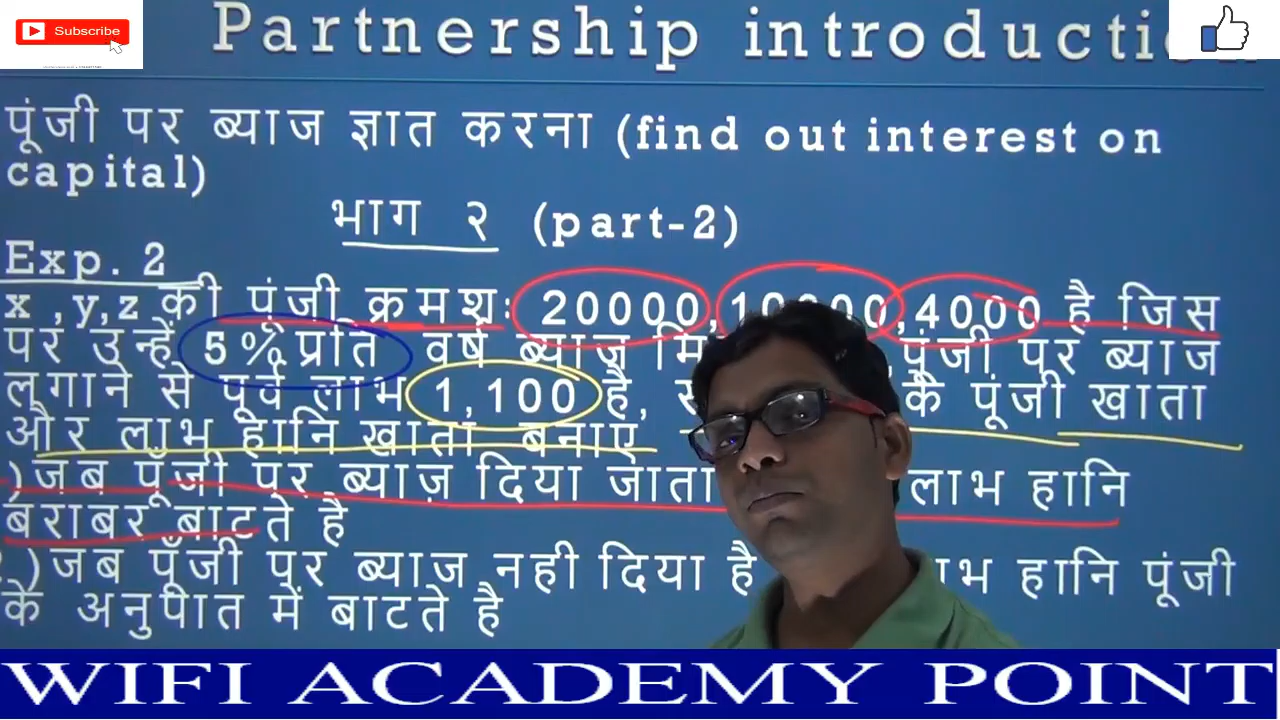 Subscribe
Partnership introducti
पूंजी पर ब्याज ज्ञात करना (find out interest on
capital)
भाग २ (part-2)
Exp. 2
x ,y,z की पूंजी क्रमशः 20000, ,4000 है जिस
पर उन्हें 5%प्रति वर्ष ब्याज ,पूंजी पर ब्याज
लगाने से पूर्व लाभ 1,100 है, के पूंजी खाता
और लाभ हानि खाता बनाए
)जब पूंजी पर ब्याज़ दिया जाता लाभ हानि
बराबर बाटते है
)जब पूँजी पर ब्याज नही दिया है हानि पूंजी
के अनुपात में बाटते है
WIFI ACADEMY POINT